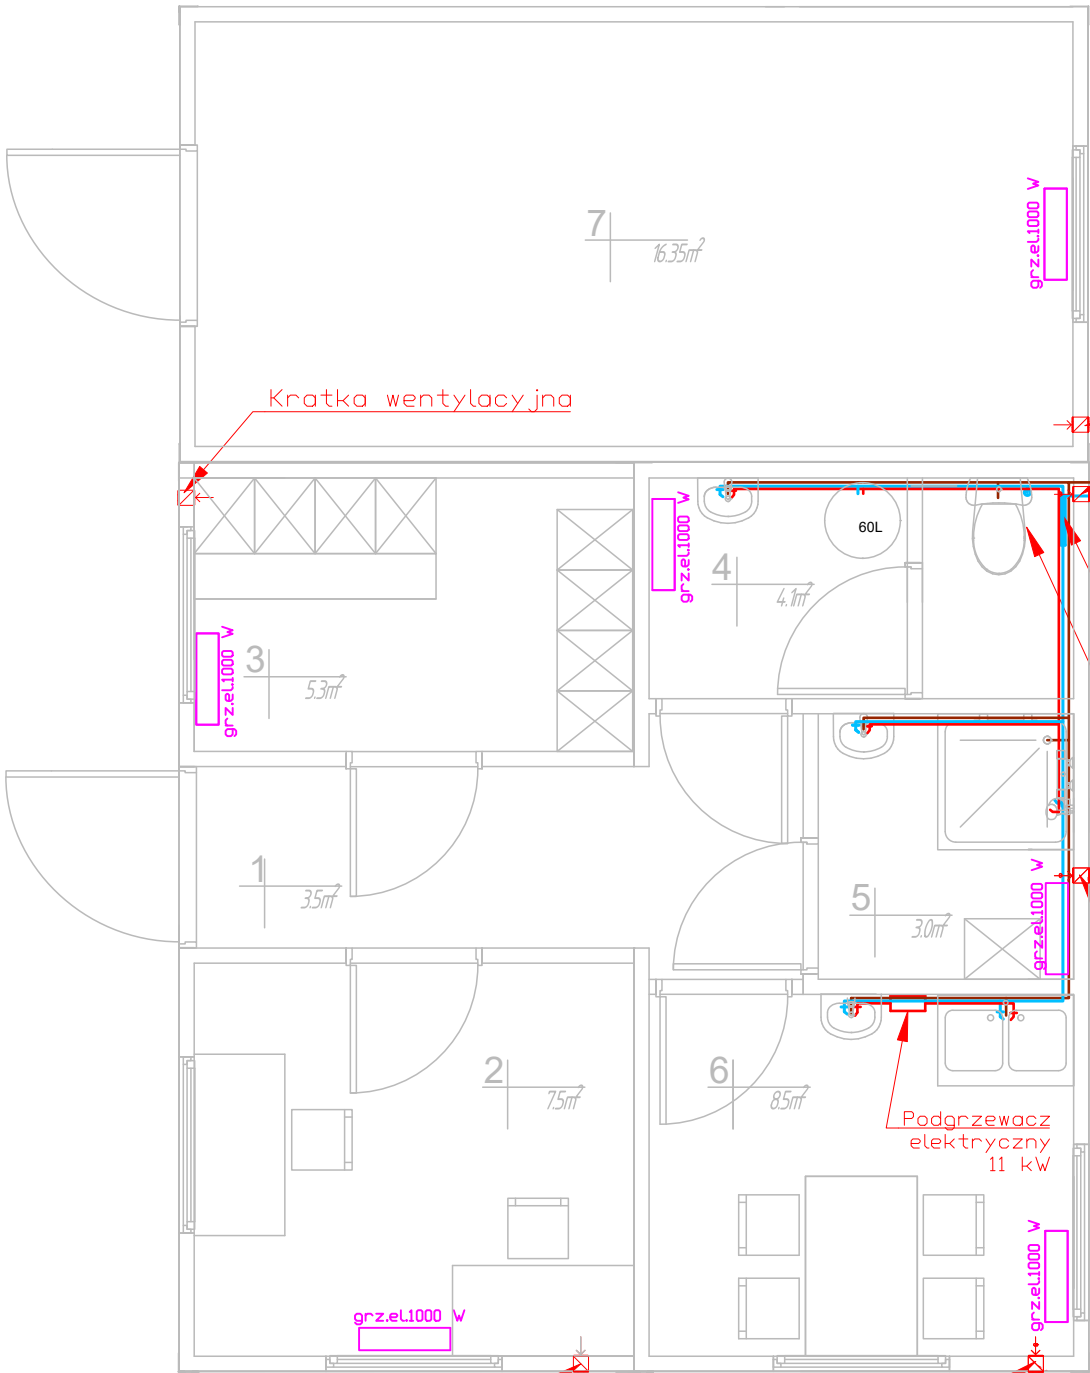 7
16.35m²
grz.el.1000 W
Kratka wentylacyjna
60L
grz.el.1000 W
4
4.1m²
3
5.3m²
grz.el.1000 W
1
3.5m²
5
3.0m²
grz.el.1000 W
2
7.5m²
6
8.5m²
Podgrzewacz
elektryczny
11 kW
grz.el.1000 W
grz.el.1000 W